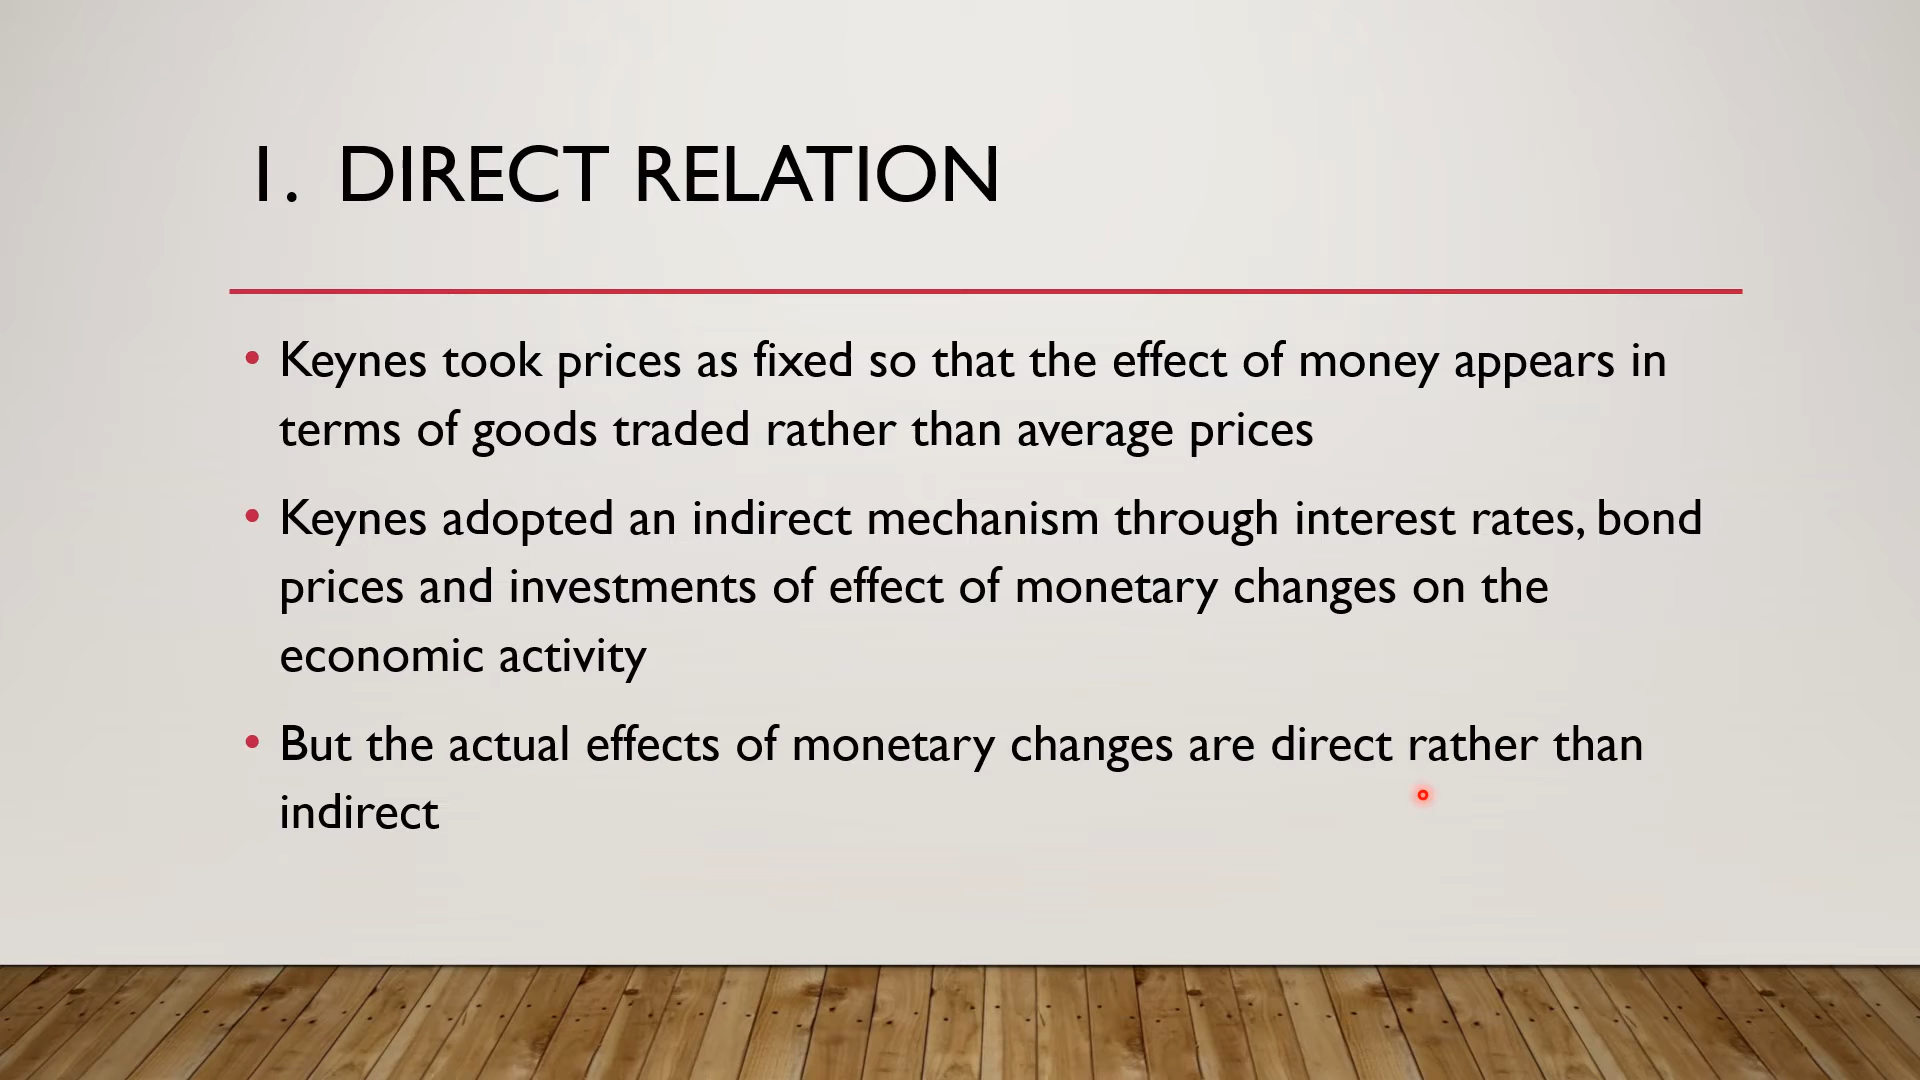 1. DIRECT RELATION
• Keynes took prices as fixed so that the effect of money appears in
terms of goods traded rather than average prices
• Keynes adopted an indirect mechanism through interest rates, bond
prices and investments of effect of monetary changes on the
economic activity
• But the actual effects of monetary changes are direct rather than
indirect